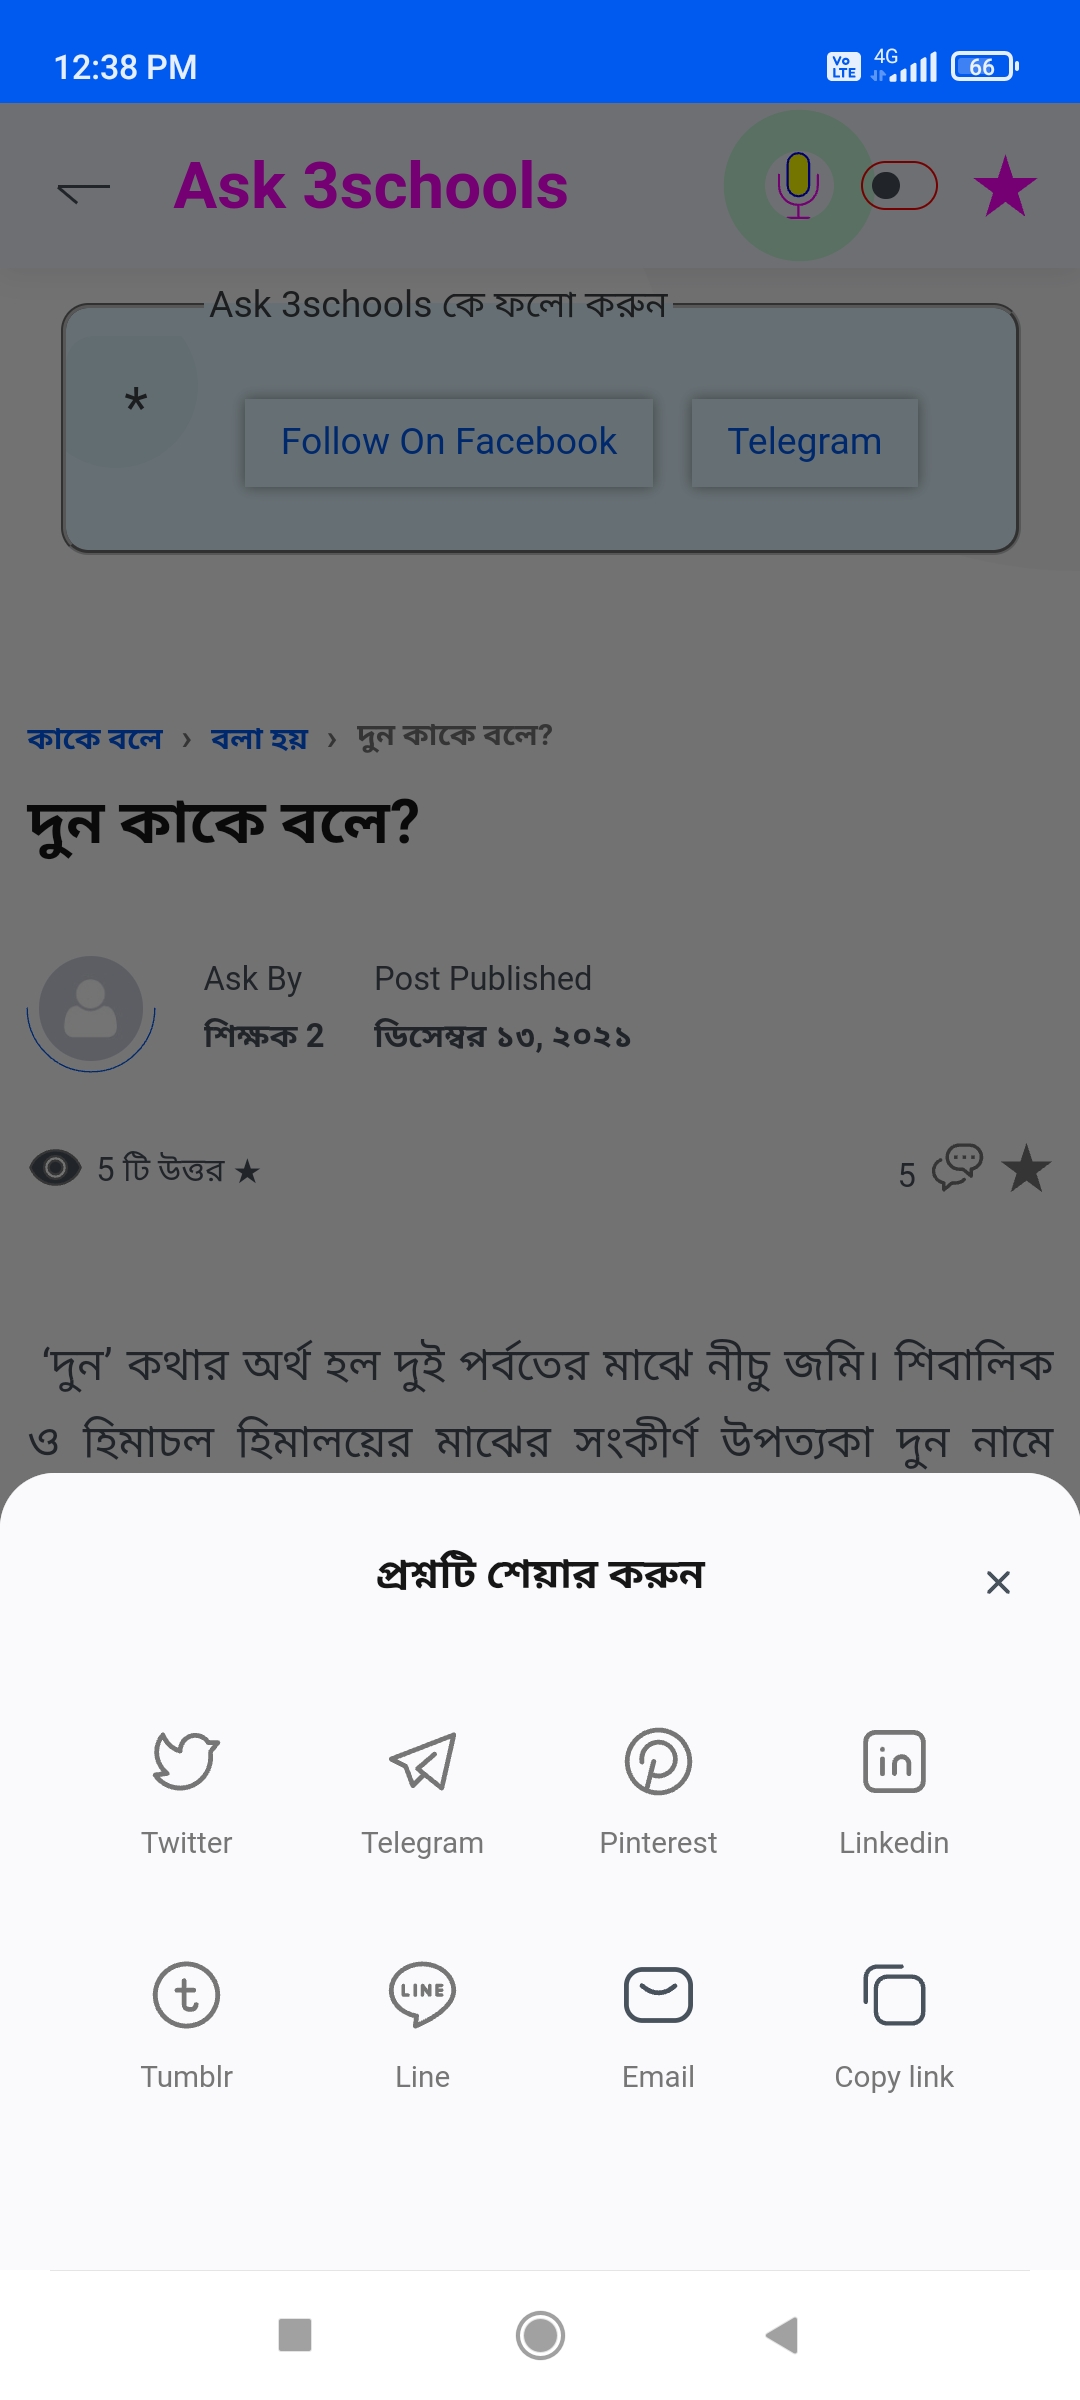 12:38 PM
Vo LTE 4G 66
Ask 3schools
Ask 3schools কে ফলো করুন
*
Follow On Facebook Telegram
কাকে বলে › বলা হয় › দুন কাকে বলে?
দুন কাকে বলে?
Ask By Post Published
শিক্ষক 2 ডিসেম্বর ১৩, ২০২১
5 টি উত্তর ★ 5
‘দুন’ কথার অর্থ হল দুই পর্বতের মাঝে নীচু জমি। শিবালিক
ও হিমাচল হিমালয়ের মাঝের সংকীর্ণ উপত্যকা দুন নামে
প্রশ্নটি শেয়ার করুন
Twitter Telegram Pinterest Linkedin
LINE
Tumblr Line Email Copy link